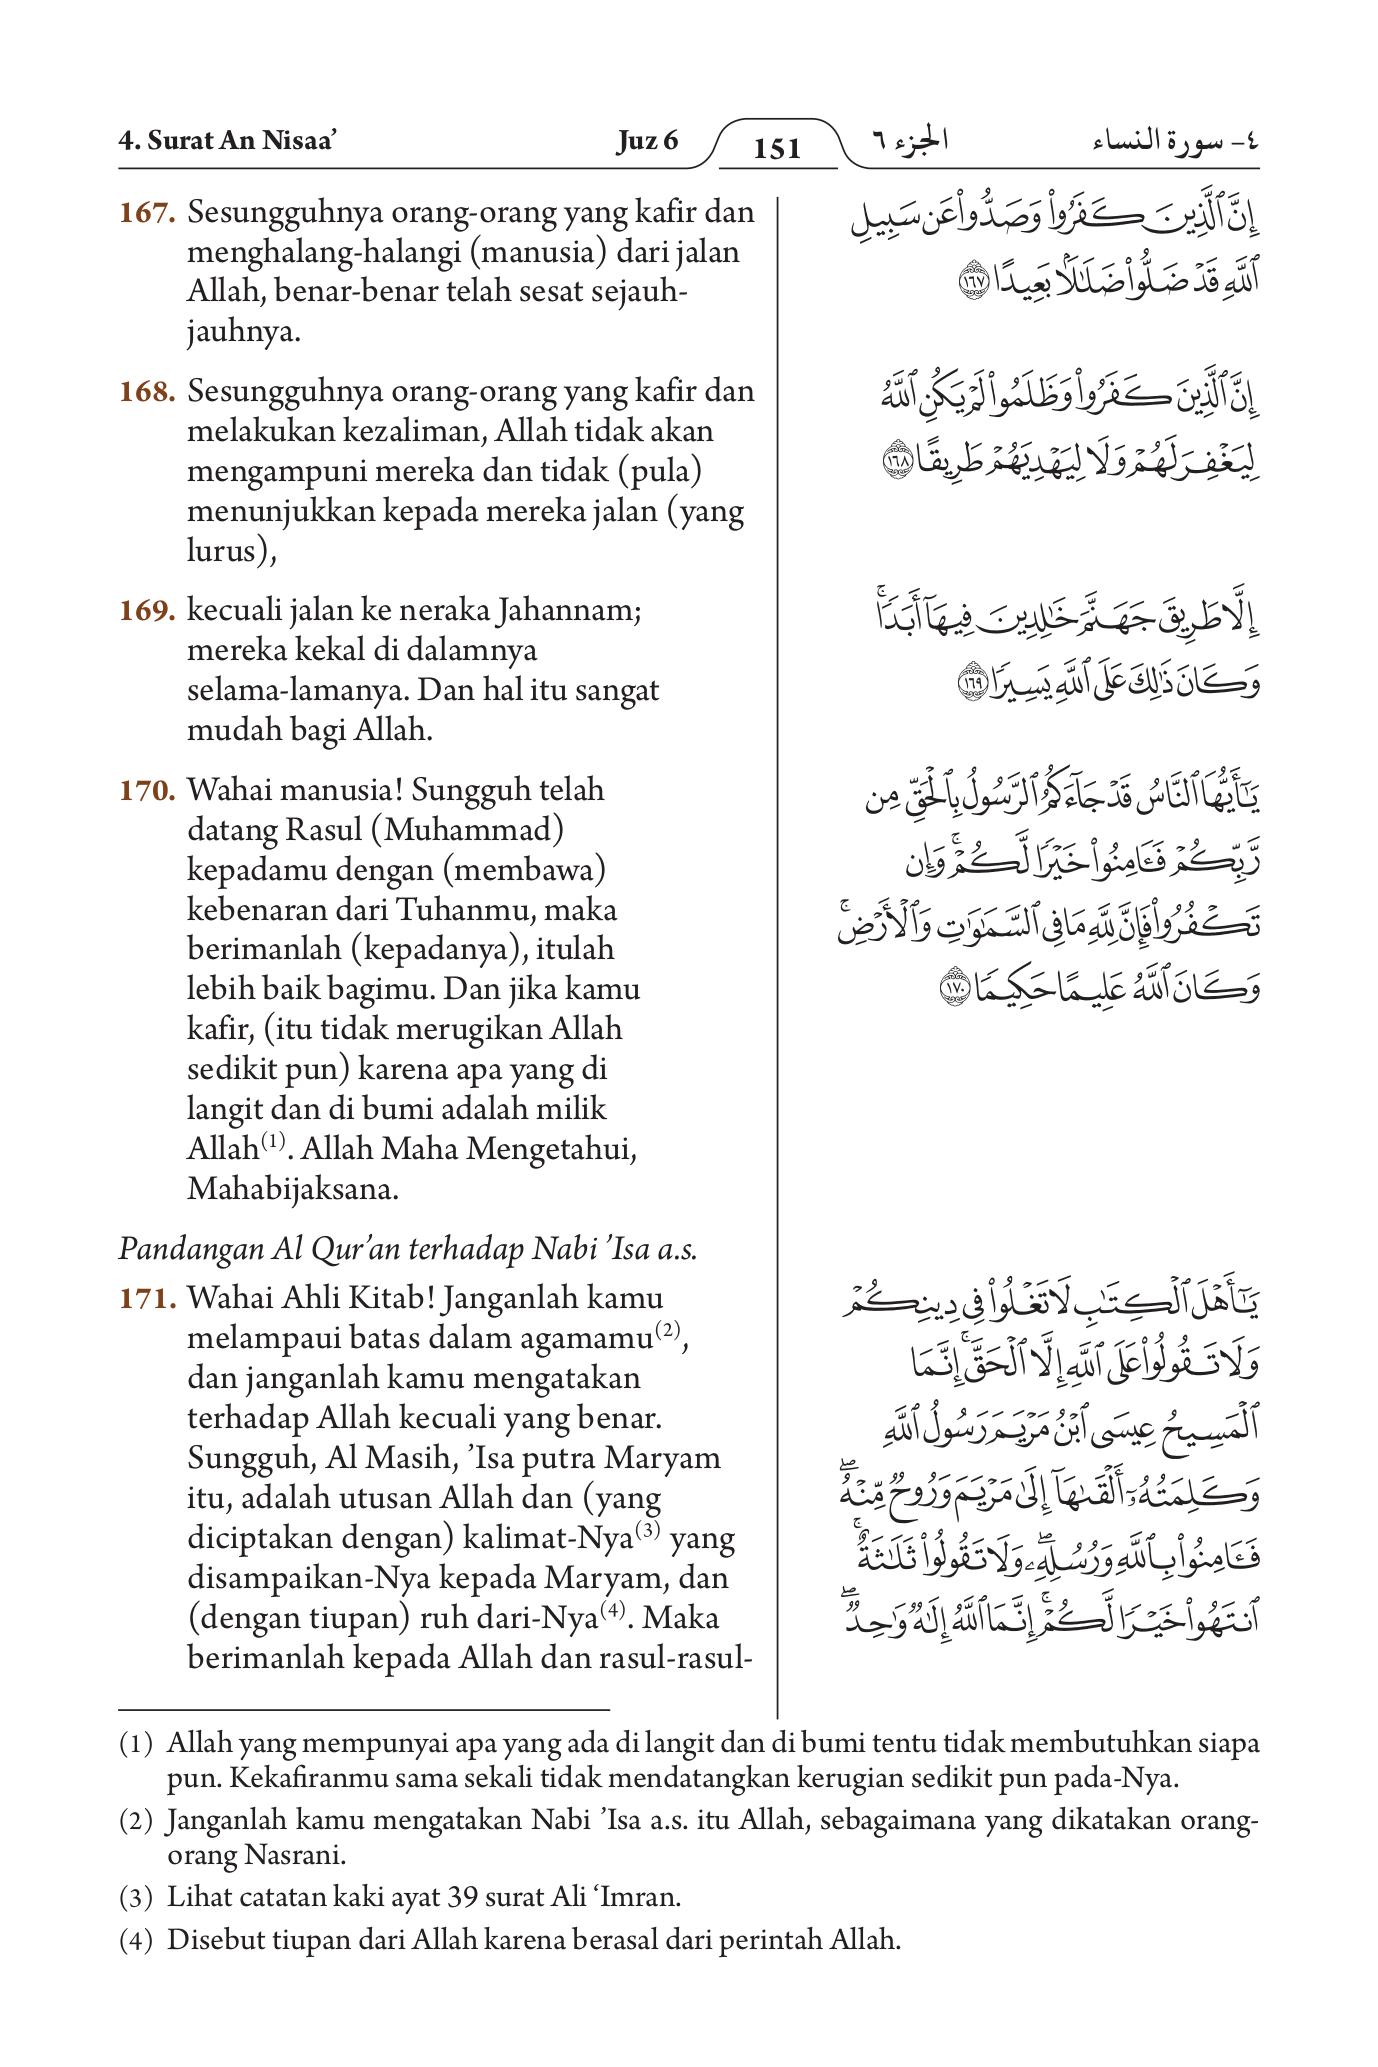 4. Surat An Nisaa’ Juz 6 151 الجزء ٦ ٤- سورة النساء
167. Sesungguhnya orang-orang yang kafir dan
menghalang-halangi (manusia) dari jalan
Allah, benar-benar telah sesat sejauh-
jauhnya.
168. Sesungguhnya orang-orang yang kafir dan
melakukan kezaliman, Allah tidak akan
mengampuni mereka dan tidak (pula)
menunjukkan kepada mereka jalan (yang
lurus),
169. kecuali jalan ke neraka Jahannam;
mereka kekal di dalamnya
selama-lamanya. Dan hal itu sangat
mudah bagi Allah.
170. Wahai manusia! Sungguh telah
datang Rasul (Muhammad)
kepadamu dengan (membawa)
kebenaran dari Tuhanmu, maka
berimanlah (kepadanya), itulah
lebih baik bagimu. Dan jika kamu
kafir, (itu tidak merugikan Allah
sedikit pun) karena apa yang di
langit dan di bumi adalah milik
Allah(1). Allah Maha Mengetahui,
Mahabijaksana.
Pandangan Al Qur’an terhadap Nabi ’Isa a.s.
171. Wahai Ahli Kitab! Janganlah kamu
melampaui batas dalam agamamu(2),
dan janganlah kamu mengatakan
terhadap Allah kecuali yang benar.
Sungguh, Al Masih, ’Isa putra Maryam
itu, adalah utusan Allah dan (yang
diciptakan dengan) kalimat-Nya(3) yang
disampaikan-Nya kepada Maryam, dan
(dengan tiupan) ruh dari-Nya(4). Maka
berimanlah kepada Allah dan rasul-rasul-
إِنَّ ٱلَّذِينَ كَفَرُواْ وَصَدُّواْ عَن سَبِيلِ
ٱللَّهِ قَدۡ ضَلُّواْ ضَلَٰلَۢا بَعِيدًا ١٦٧
إِنَّ ٱلَّذِينَ كَفَرُواْ وَظَلَمُواْ لَمۡ يَكُنِ ٱللَّهُ
لِيَغۡفِرَ لَهُمۡ وَلَا لِيَهۡدِيَهُمۡ طَرِيقًا ١٦٨
إِلَّا طَرِيقَ جَهَنَّمَ خَٰلِدِينَ فِيهَآ أَبَدٗاۚ
وَكَانَ ذَٰلِكَ عَلَى ٱللَّهِ يَسِيرٗا ١٦٩
يَٰٓأَيُّهَا ٱلنَّاسُ قَدۡ جَآءَكُمُ ٱلرَّسُولُ بِٱلۡحَقِّ مِن
رَّبِّكُمۡ فَـَٔامِنُواْ خَيۡرٗا لَّكُمۡۚ وَإِن
تَكۡفُرُواْ فَإِنَّ لِلَّهِ مَا فِي ٱلسَّمَٰوَٰتِ وَٱلۡأَرۡضِۚ
وَكَانَ ٱللَّهُ عَلِيمًا حَكِيمٗا ١٧٠
يَٰٓأَهۡلَ ٱلۡكِتَٰبِ لَا تَغۡلُواْ فِي دِينِكُمۡ
وَلَا تَقُولُواْ عَلَى ٱللَّهِ إِلَّا ٱلۡحَقَّۚ إِنَّمَا
ٱلۡمَسِيحُ عِيسَى ٱبۡنُ مَرۡيَمَ رَسُولُ ٱللَّهِ
وَكَلِمَتُهُۥٓ أَلۡقَىٰهَآ إِلَىٰ مَرۡيَمَ وَرُوحٞ مِّنۡهُۖ
فَـَٔامِنُواْ بِٱللَّهِ وَرُسُلِهِۦۖ وَلَا تَقُولُواْ ثَلَٰثَةٌۚ
ٱنتَهُواْ خَيۡرٗا لَّكُمۡۚ إِنَّمَا ٱللَّهُ إِلَٰهٞ وَٰحِدٞۖ
(1) Allah yang mempunyai apa yang ada di langit dan di bumi tentu tidak membutuhkan siapa
pun. Kekafiranmu sama sekali tidak mendatangkan kerugian sedikit pun pada-Nya.
(2) Janganlah kamu mengatakan Nabi ’Isa a.s. itu Allah, sebagaimana yang dikatakan orang-
orang Nasrani.
(3) Lihat catatan kaki ayat 39 surat Ali ‘Imran.
(4) Disebut tiupan dari Allah karena berasal dari perintah Allah.